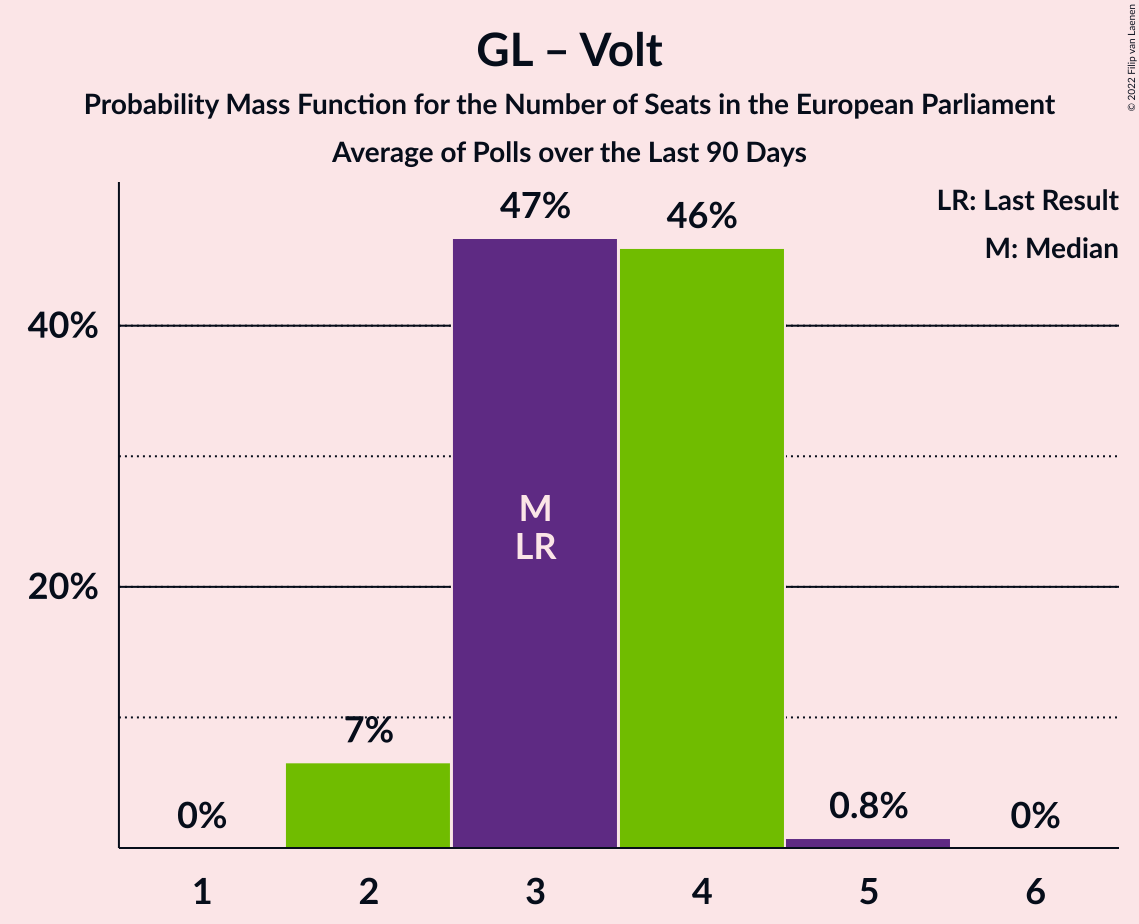 GL – Volt
Probability Mass Function for the Number of Seats in the European Parliament
Average of Polls over the Last 90 Days
© 2022 Filip van Laenen
LR: Last Result
M: Median
47%
46%
40%
M
LR
20%
7%
0%
0.8%
0%
1 2 3 4 5 6